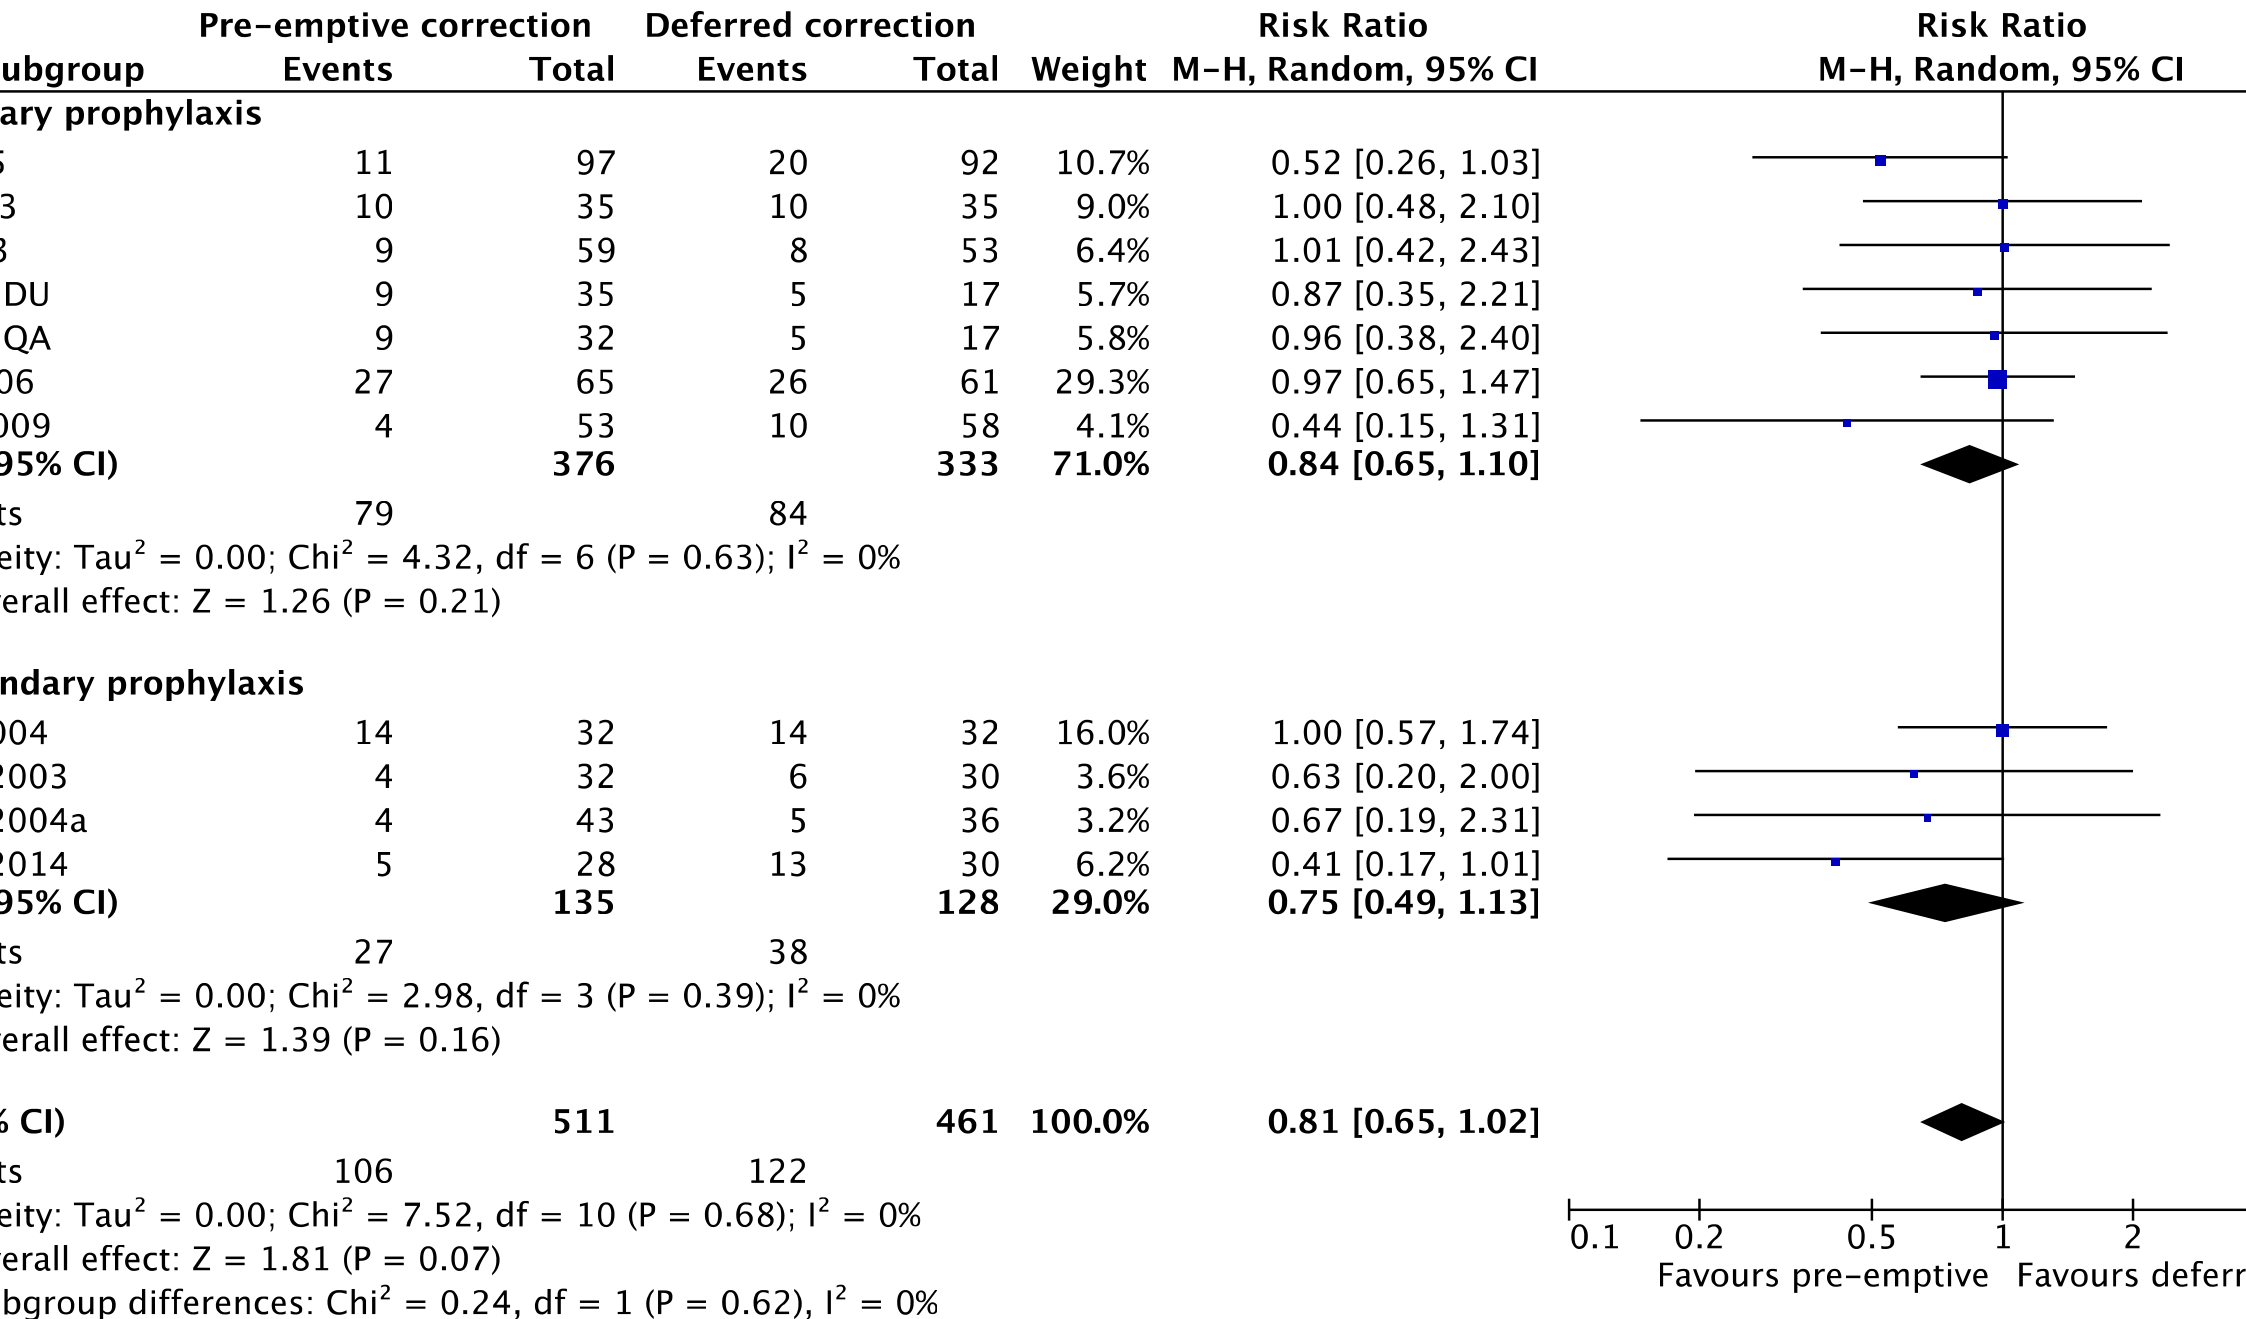 Pre-emptive correction Deferred correction Risk Ratio Risk Ratio
ubgroup Events Total Events Total Weight M-H, Random, 95% CI M-H, Random, 95% CI
ary prophylaxis
5 11 97 20 92 10.7% 0.52 [0.26, 1.03]
3 10 35 10 35 9.0% 1.00 [0.48, 2.10]
3 9 59 8 53 6.4% 1.01 [0.42, 2.43]
DU 9 35 5 17 5.7% 0.87 [0.35, 2.21]
QA 9 32 5 17 5.8% 0.96 [0.38, 2.40]
06 27 65 26 61 29.3% 0.97 [0.65, 1.47]
009 4 53 10 58 4.1% 0.44 [0.15, 1.31]
95% CI) 376 333 71.0% 0.84 [0.65, 1.10]
ts 79 84
eity: Tau² = 0.00; Chi² = 4.32, df = 6 (P = 0.63); I² = 0%
erall effect: Z = 1.26 (P = 0.21)
ndary prophylaxis
004 14 32 14 32 16.0% 1.00 [0.57, 1.74]
2003 4 32 6 30 3.6% 0.63 [0.20, 2.00]
2004a 4 43 5 36 3.2% 0.67 [0.19, 2.31]
2014 5 28 13 30 6.2% 0.41 [0.17, 1.01]
95% CI) 135 128 29.0% 0.75 [0.49, 1.13]
ts 27 38
eity: Tau² = 0.00; Chi² = 2.98, df = 3 (P = 0.39); I² = 0%
erall effect: Z = 1.39 (P = 0.16)
% CI) 511 461 100.0% 0.81 [0.65, 1.02]
ts 106 122
eity: Tau² = 0.00; Chi² = 7.52, df = 10 (P = 0.68); I² = 0%
erall effect: Z = 1.81 (P = 0.07)
bgroup differences: Chi² = 0.24, df = 1 (P = 0.62), I² = 0%
0.1 0.2 0.5 1 2
Favours pre-emptive Favours deferr